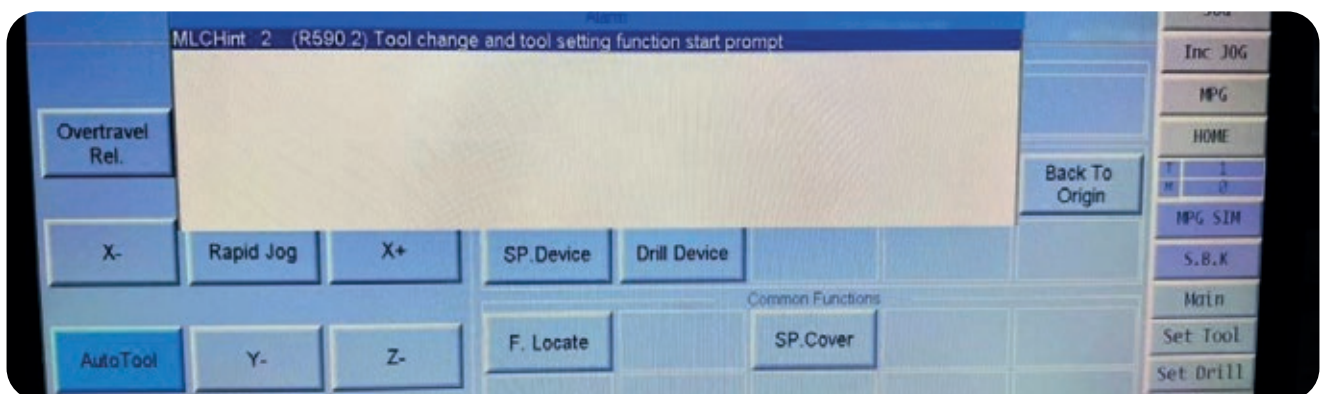 Alarm
MLCHint 2 (R590.2) Tool change and tool setting function start prompt
JOG
Inc JOG
MPG
HOME
Overtravel
Rel.
Back To
Origin
T 1
M 0
MPG SIM
X-
Rapid Jog
X+
SP.Device
Drill Device
S.B.K
Common Functions
Main
AutoTool
Y-
Z-
F. Locate
SP.Cover
Set Tool
Set Drill